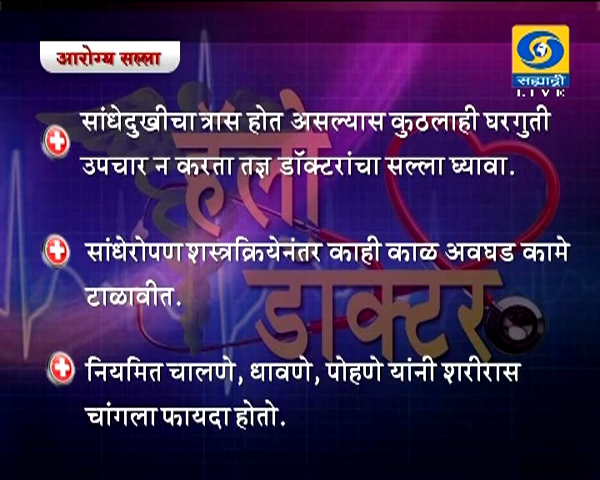 आरोग्य सल्ला
सह्याद्री
LIVE
सांधेदुखीचा त्रास होत असल्यास कुठलाही घरगुती
उपचार न करता तज्ञ डॉक्टरांचा सल्ला घ्यावा.
सांधेरोपण शस्त्रक्रियेनंतर काही काळ अवघड कामे
टाळावीत.
नियमित चालणे, धावणे, पोहणे यांनी शरीरास
चांगला फायदा होतो.
हॅलो
डाक्टर